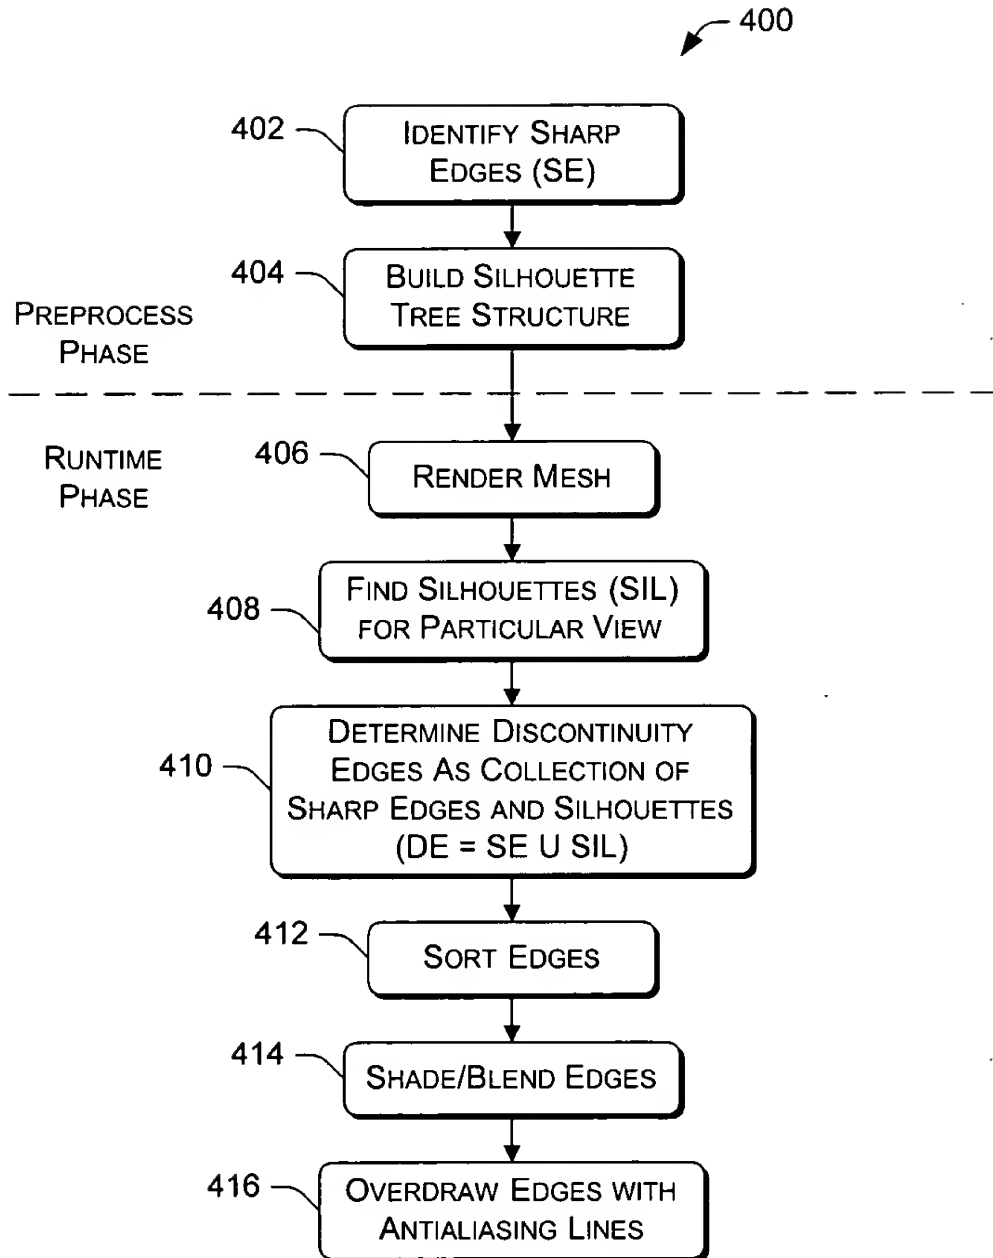 400
402
IDENTIFY SHARP
EDGES (SE)
404
BUILD SILHOUETTE
TREE STRUCTURE
PREPROCESS
PHASE
RUNTIME
PHASE
406
RENDER MESH
408
FIND SILHOUETTES (SIL)
FOR PARTICULAR VIEW
410
DETERMINE DISCONTINUITY
EDGES AS COLLECTION OF
SHARP EDGES AND SILHOUETTES
(DE = SE U SIL)
412
SORT EDGES
414
SHADE/BLEND EDGES
416
OVERDRAW EDGES WITH
ANTIALIASING LINES